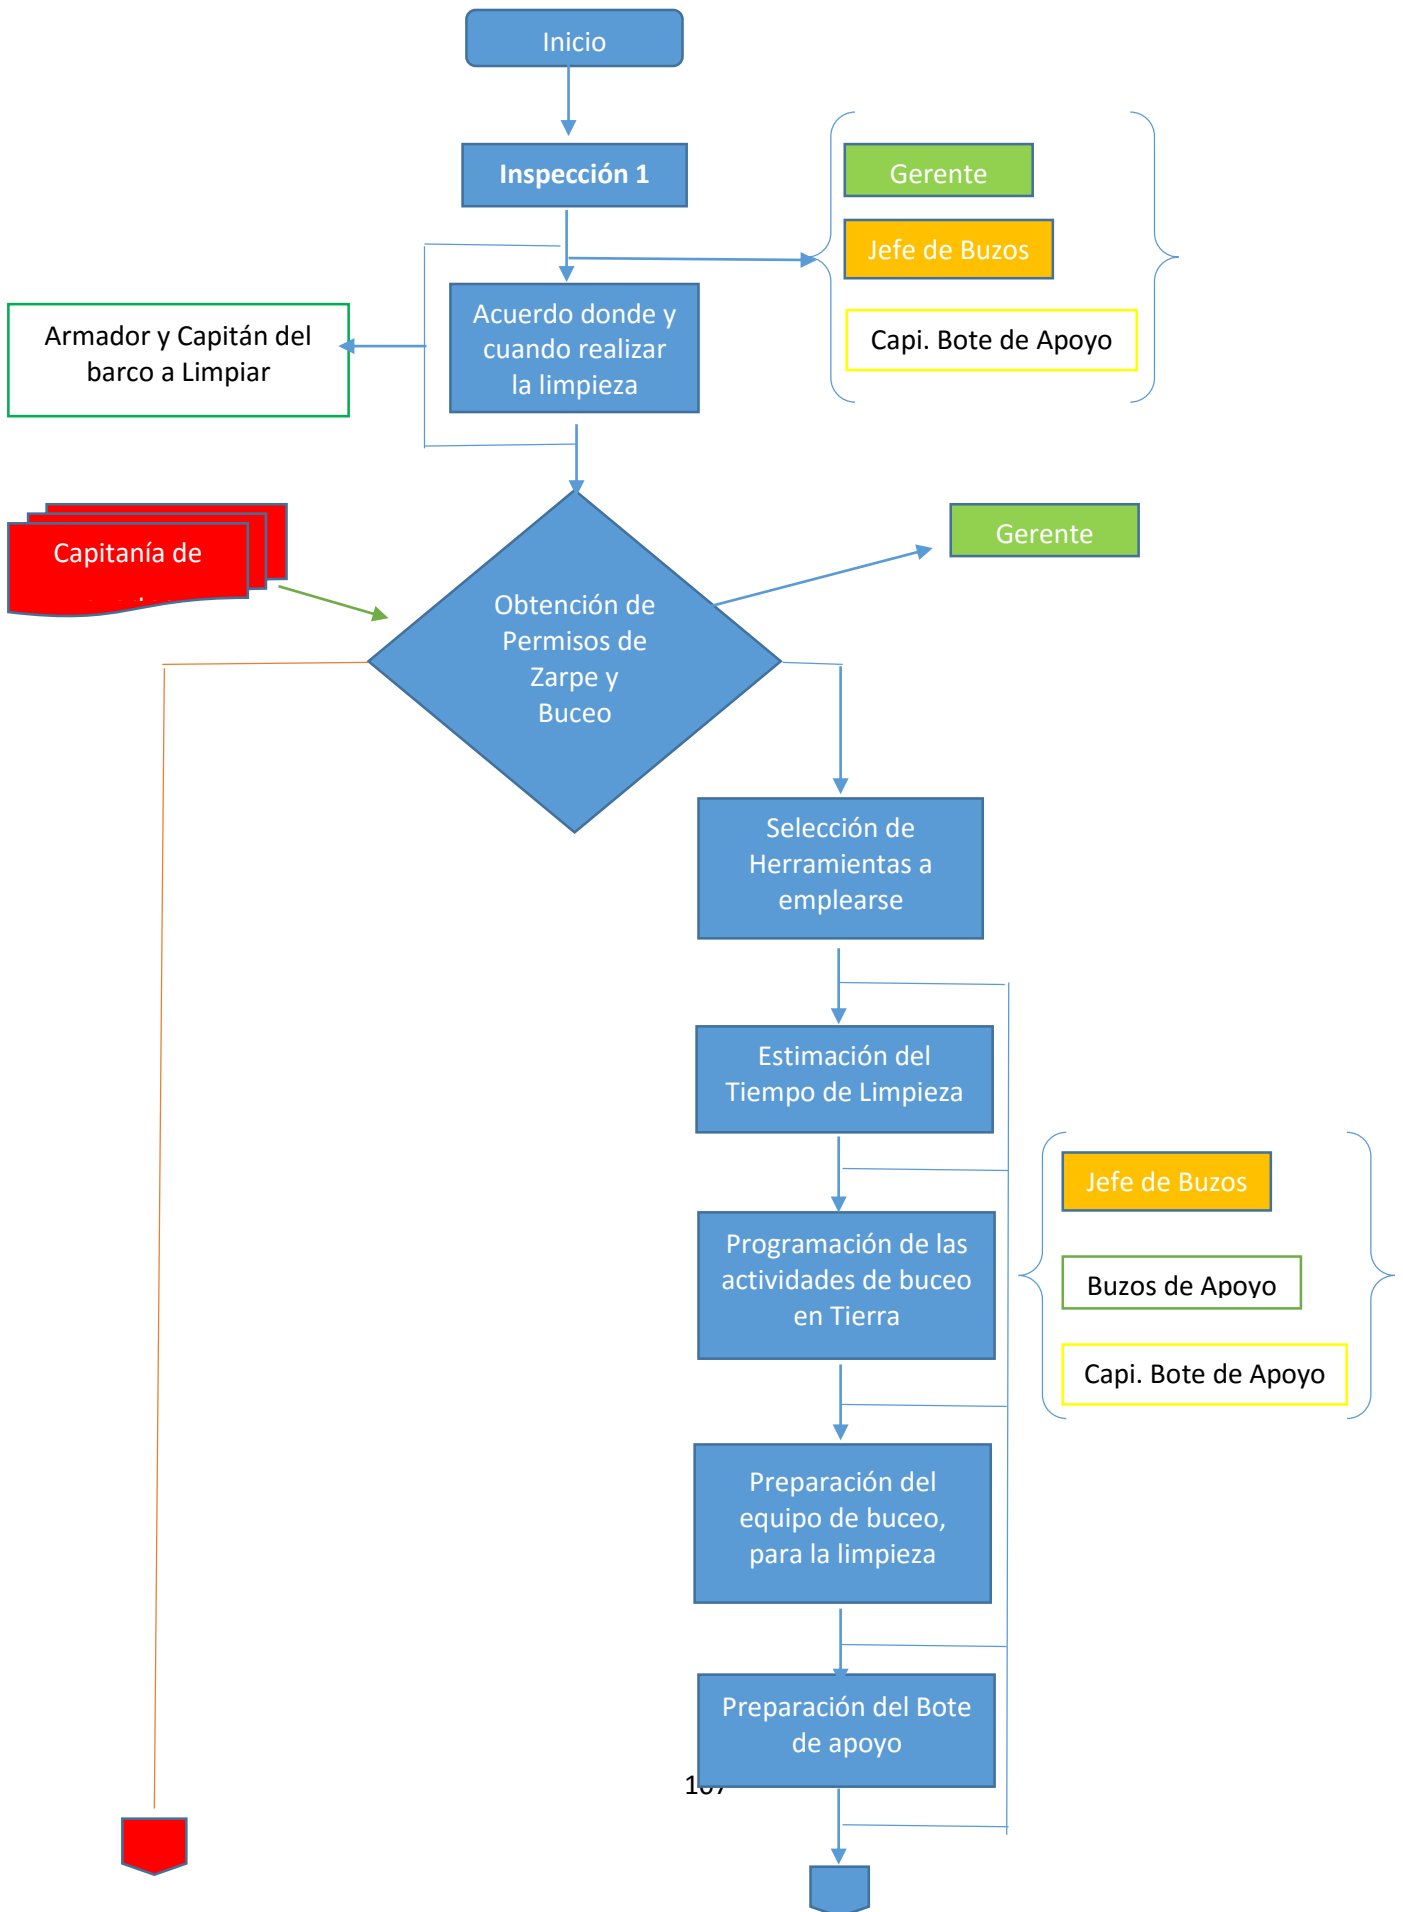 Inicio
Inspección 1
Gerente
Jefe de Buzos
Capi. Bote de Apoyo
Acuerdo donde y
cuando realizar
la limpieza
Armador y Capitán del
barco a Limpiar
Capitanía de
Gerente
Obtención de
Permisos de
Zarpe y
Buceo
Selección de
Herramientas a
emplearse
Estimación del
Tiempo de Limpieza
Programación de las
actividades de buceo
en Tierra
Jefe de Buzos
Buzos de Apoyo
Capi. Bote de Apoyo
Preparación del
equipo de buceo,
para la limpieza
Preparación del Bote
de apoyo